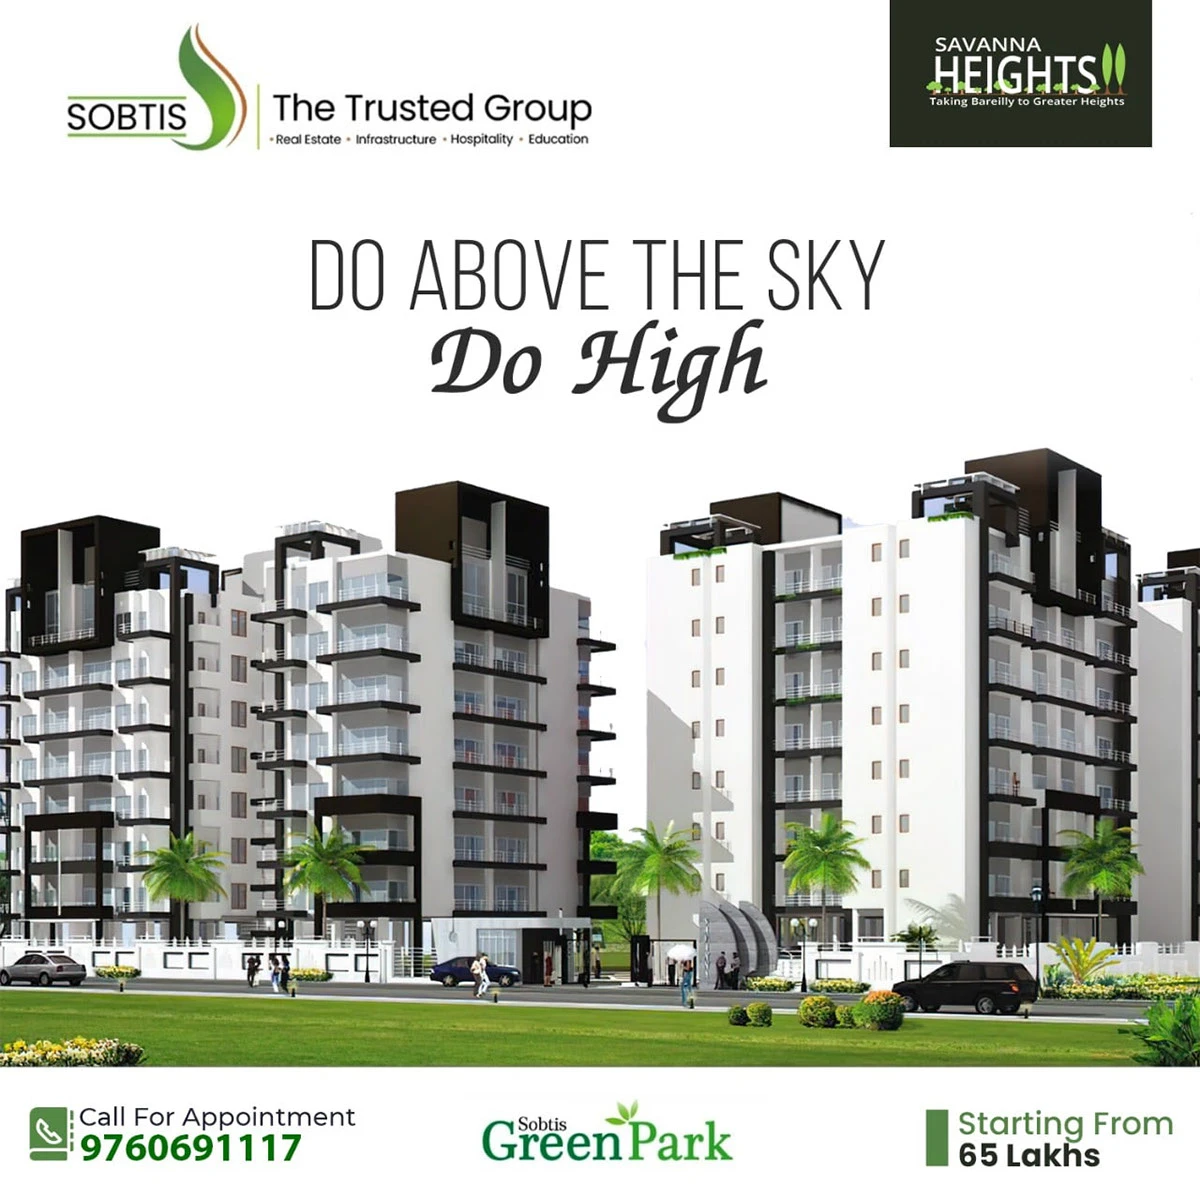 SOBTIS
The Trusted Group
• Real Estate • Infrastructure • Hospitality • Education
SAVANNA
HEIGHTS
Taking Bareilly to Greater Heights
DO ABOVE THE SKY
Do High
Call For Appointment
9760691117
Sobtis
Green Park
Starting From
65 Lakhs